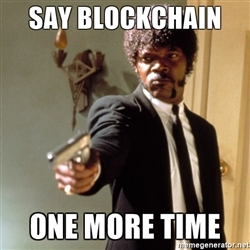 SAY BLOCKCHAIN
ONE MORE TIME
memegenerator.net